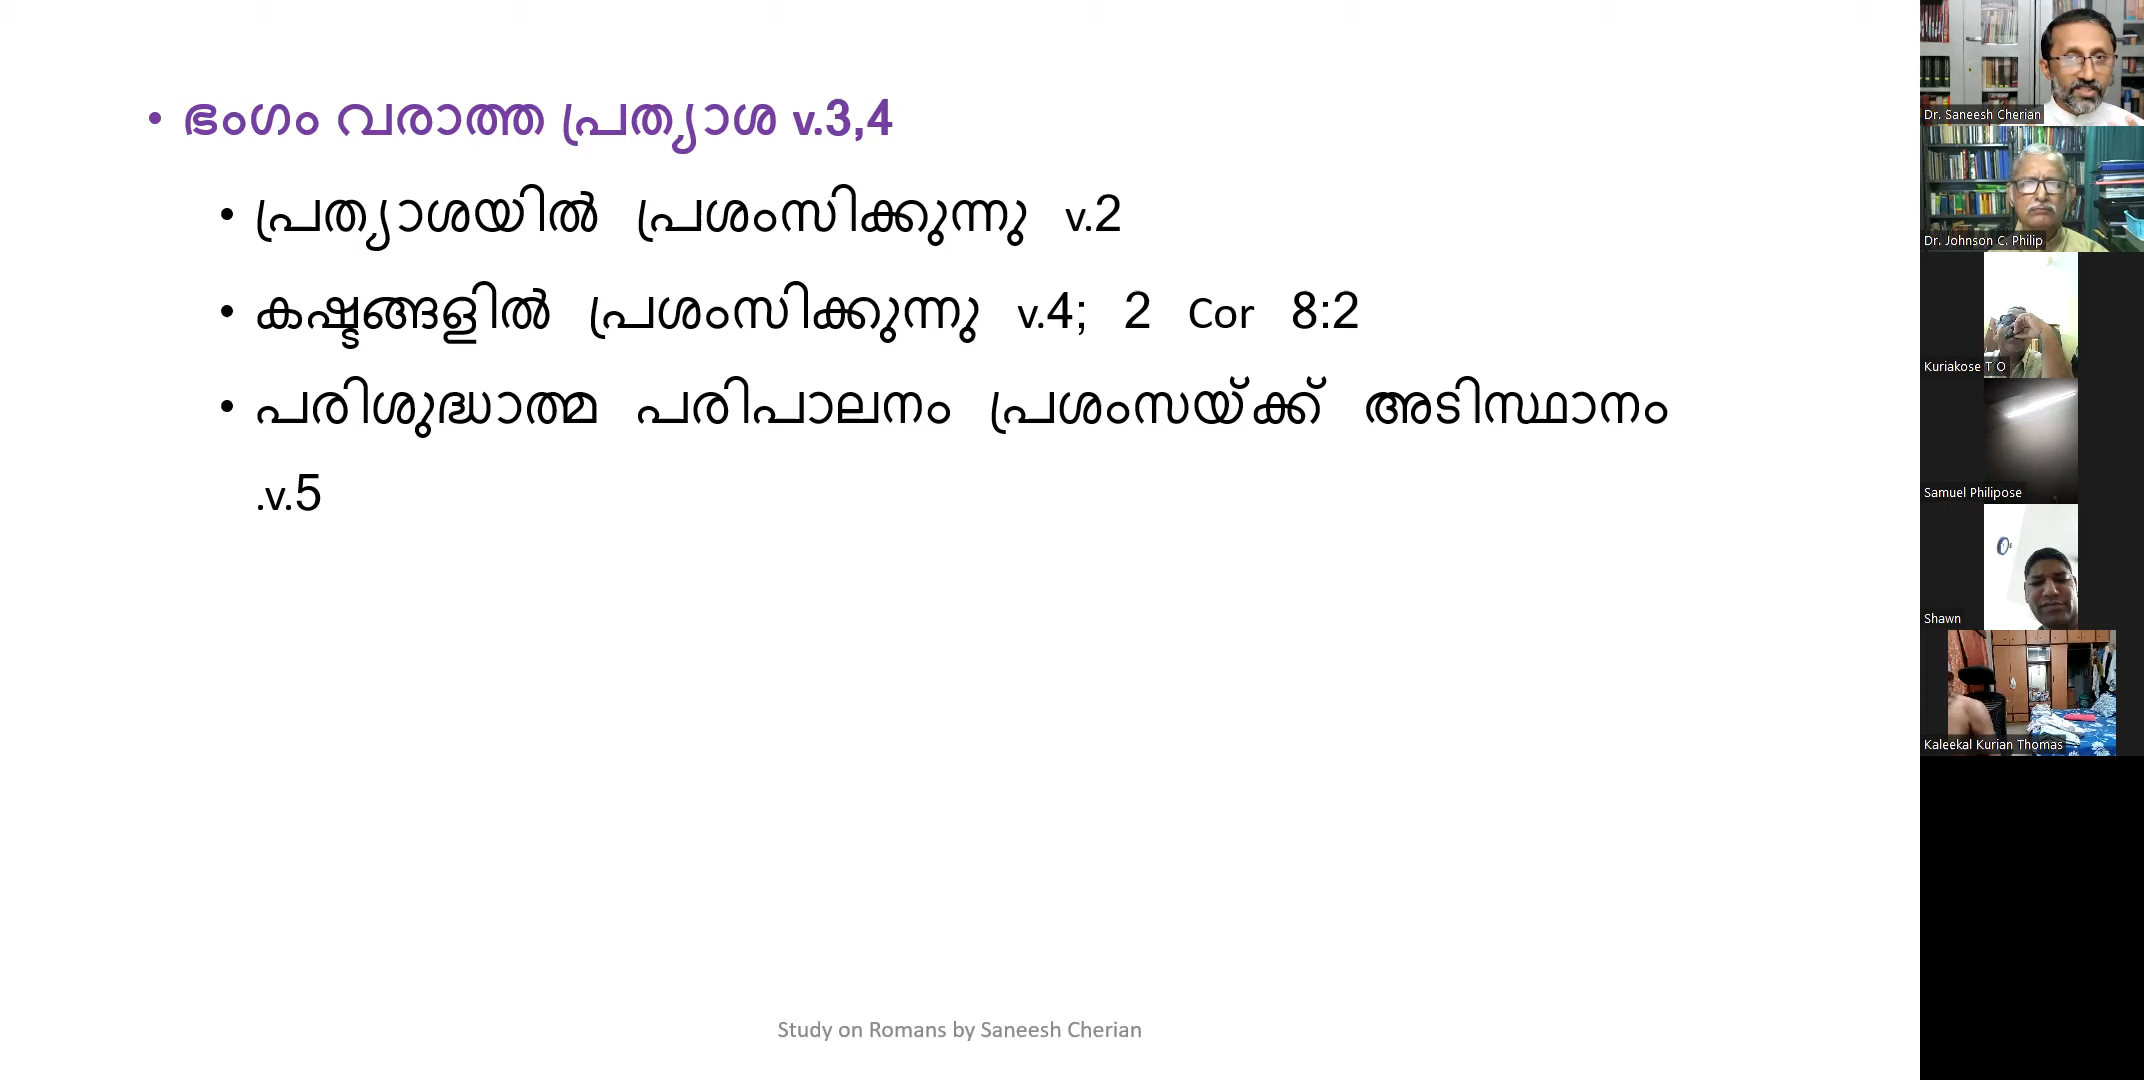 • ഭംഗം വരാത്ത പ്രത്യാശ v.3,4
• പ്രത്യാശയിൽ പ്രശംസിക്കുന്നു v.2
• കഷ്ടങ്ങളിൽ പ്രശംസിക്കുന്നു v.4; 2 Cor 8:2
• പരിശുദ്ധാത്മ പരിപാലനം പ്രശംസയ്ക്ക് അടിസ്ഥാനം
.v.5
Study on Romans by Saneesh Cherian
Dr. Saneesh Cherian
Dr. Johnson C. Philip
Kuriakose T O
Samuel Philipose
Shawn
Kaleekal Kurian Thomas